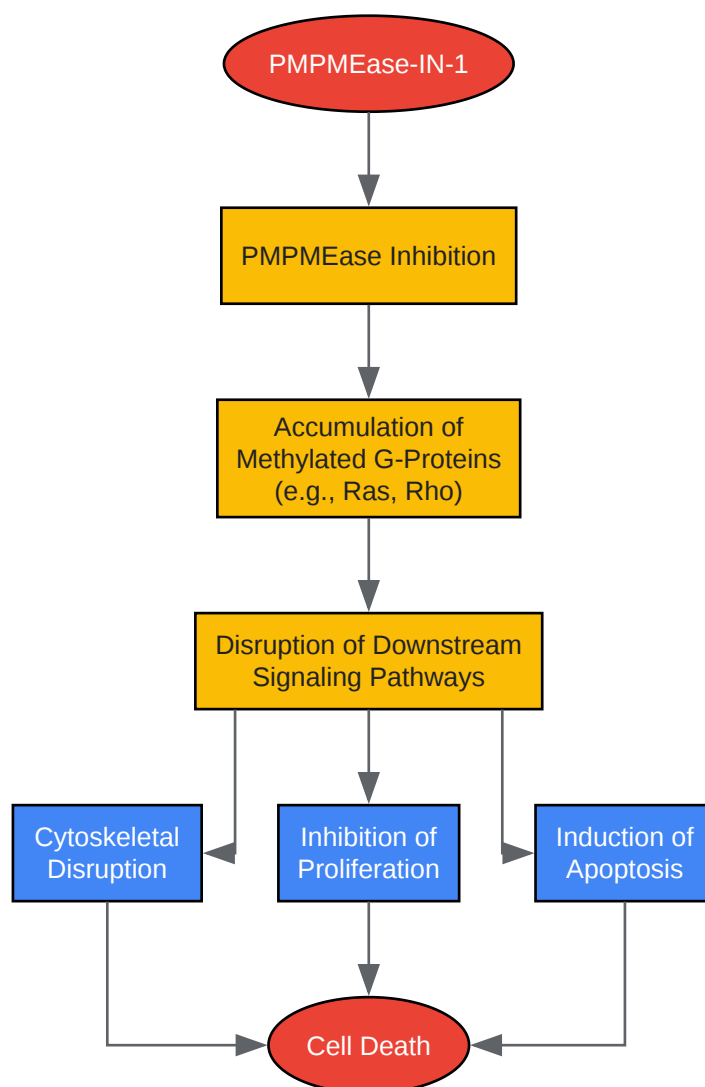 PMPMEase-IN-1
PMPMEase Inhibition
Accumulation of
Methylated G-Proteins
(e.g., Ras, Rho)
Disruption of Downstream
Signaling Pathways
Cytoskeletal
Disruption
Inhibition of
Proliferation
Induction of
Apoptosis
Cell Death